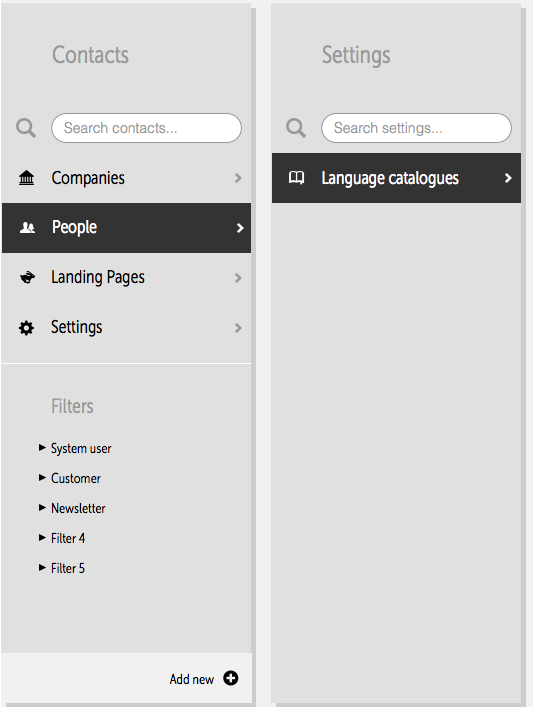 Contacts
Search contacts...
Companies
People
Landing Pages
Settings
Filters
System user
Customer
Newsletter
Filter 4
Filter 5
Add new
Settings
Search settings...
Language catalogues